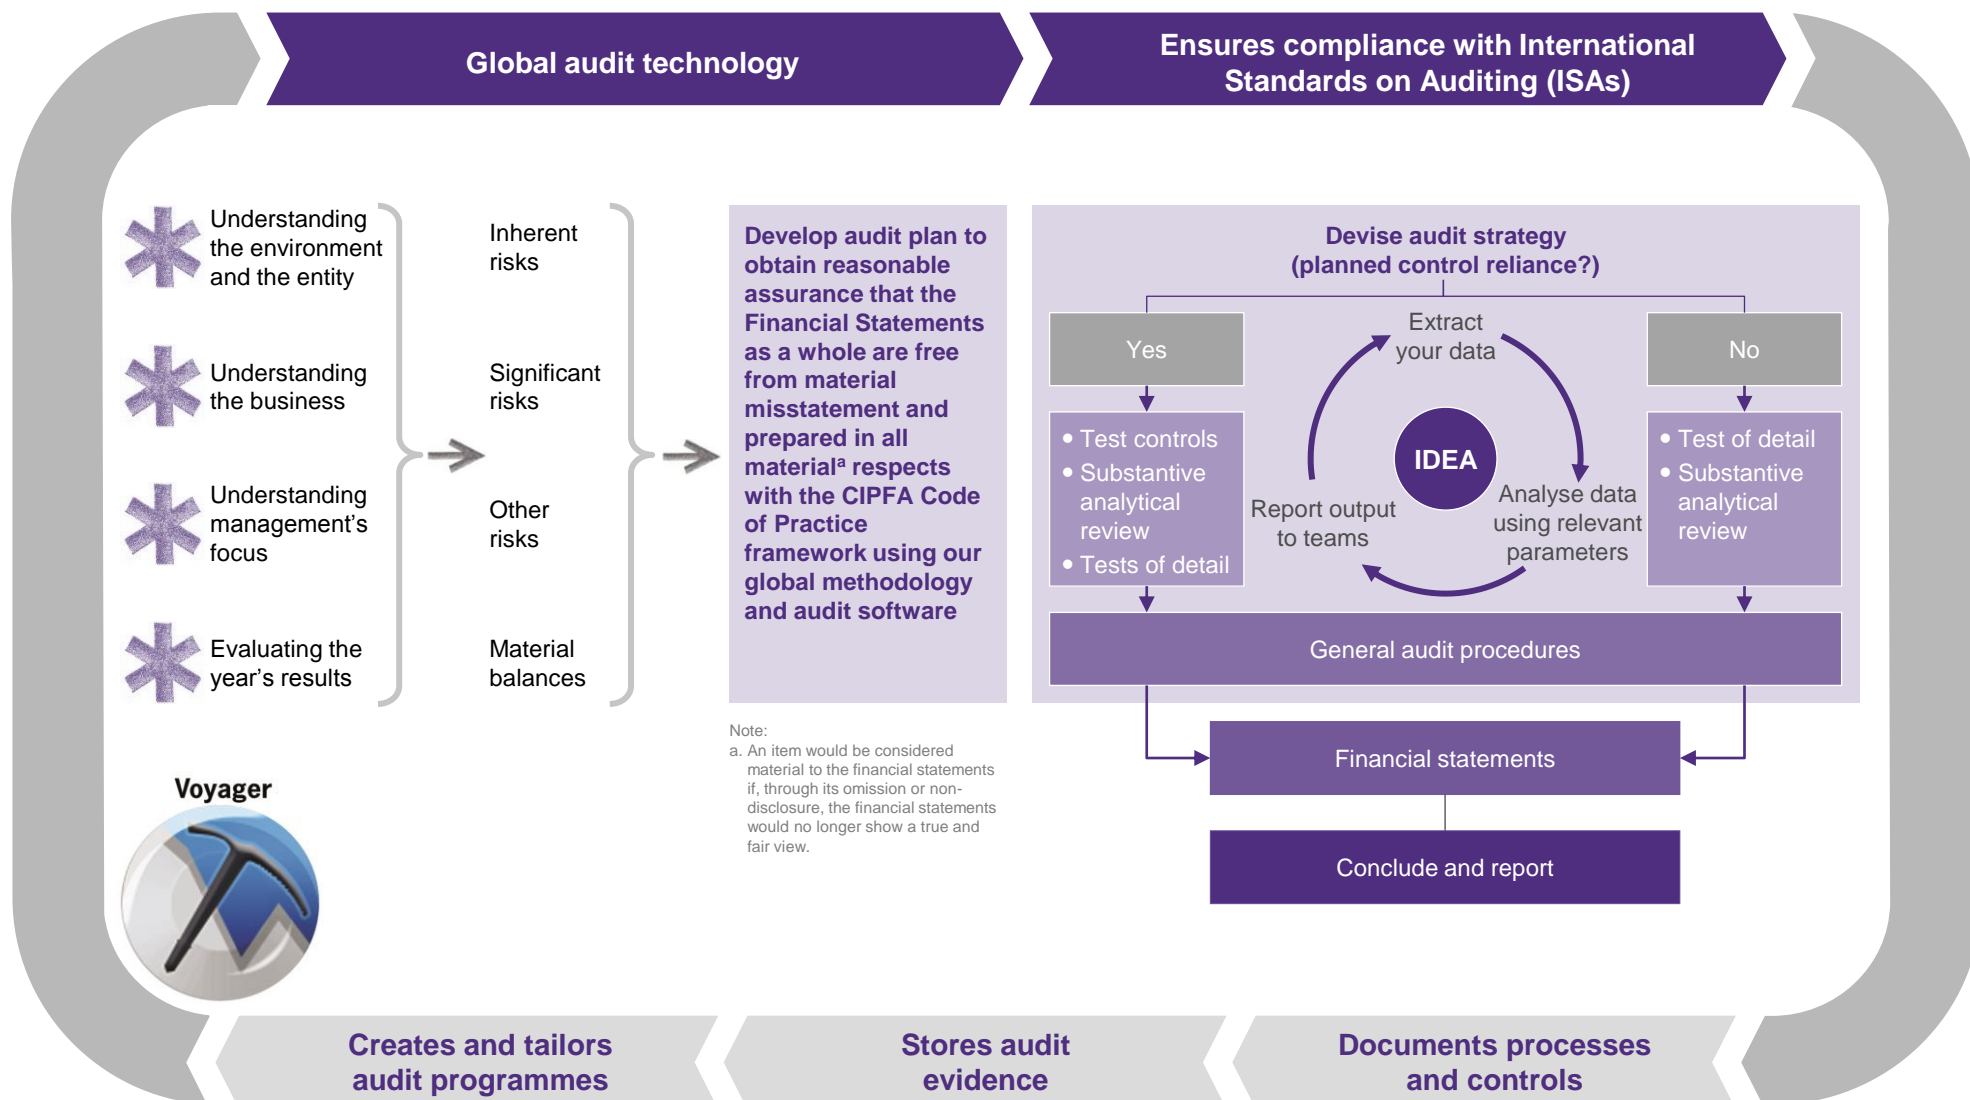 Global audit technology
Ensures compliance with International
Standards on Auditing (ISAs)
Understanding
the environment
and the entity
Understanding
the business
Understanding
management’s
focus
Evaluating the
year’s results
Inherent
risks
Significant
risks
Other
risks
Material
balances
Develop audit plan to
obtain reasonable
assurance that the
Financial Statements
as a whole are free
from material
misstatement and
prepared in all
materialᵃ respects
with the CIPFA Code
of Practice
framework using our
global methodology
and audit software
Note:
a. An item would be considered
material to the financial statements
if, through its omission or non-
disclosure, the financial statements
would no longer show a true and
fair view.
Devise audit strategy
(planned control reliance?)
Yes
• Test controls
• Substantive
analytical
review
• Tests of detail
Extract
your data
IDEA
Analyse data
using relevant
parameters
Report output
to teams
No
• Test of detail
• Substantive
analytical
review
General audit procedures
Financial statements
Conclude and report
Voyager
Creates and tailors
audit programmes
Stores audit
evidence
Documents processes
and controls